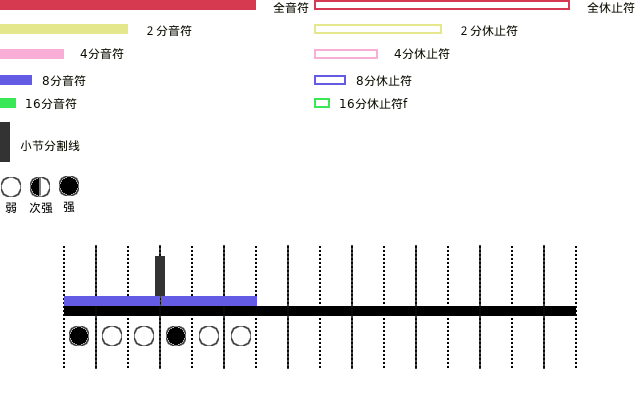 全音符 全休止符
2分音符 2分休止符
4分音符 4分休止符
8分音符 8分休止符
16分音符 16分休止符f
小节分割线
弱 次强 强